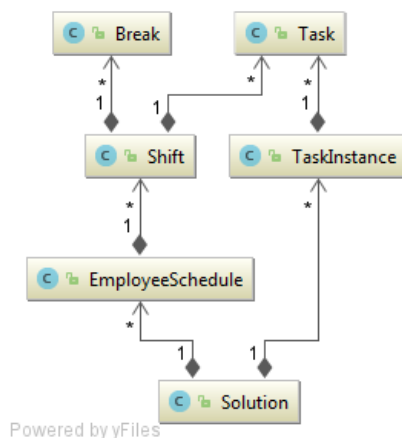 C Break
C Task
* *
1 1 * 1
C Shift
C TaskInstance
* *
1
C EmployeeSchedule
*
1 1
C Solution
Powered by yFiles